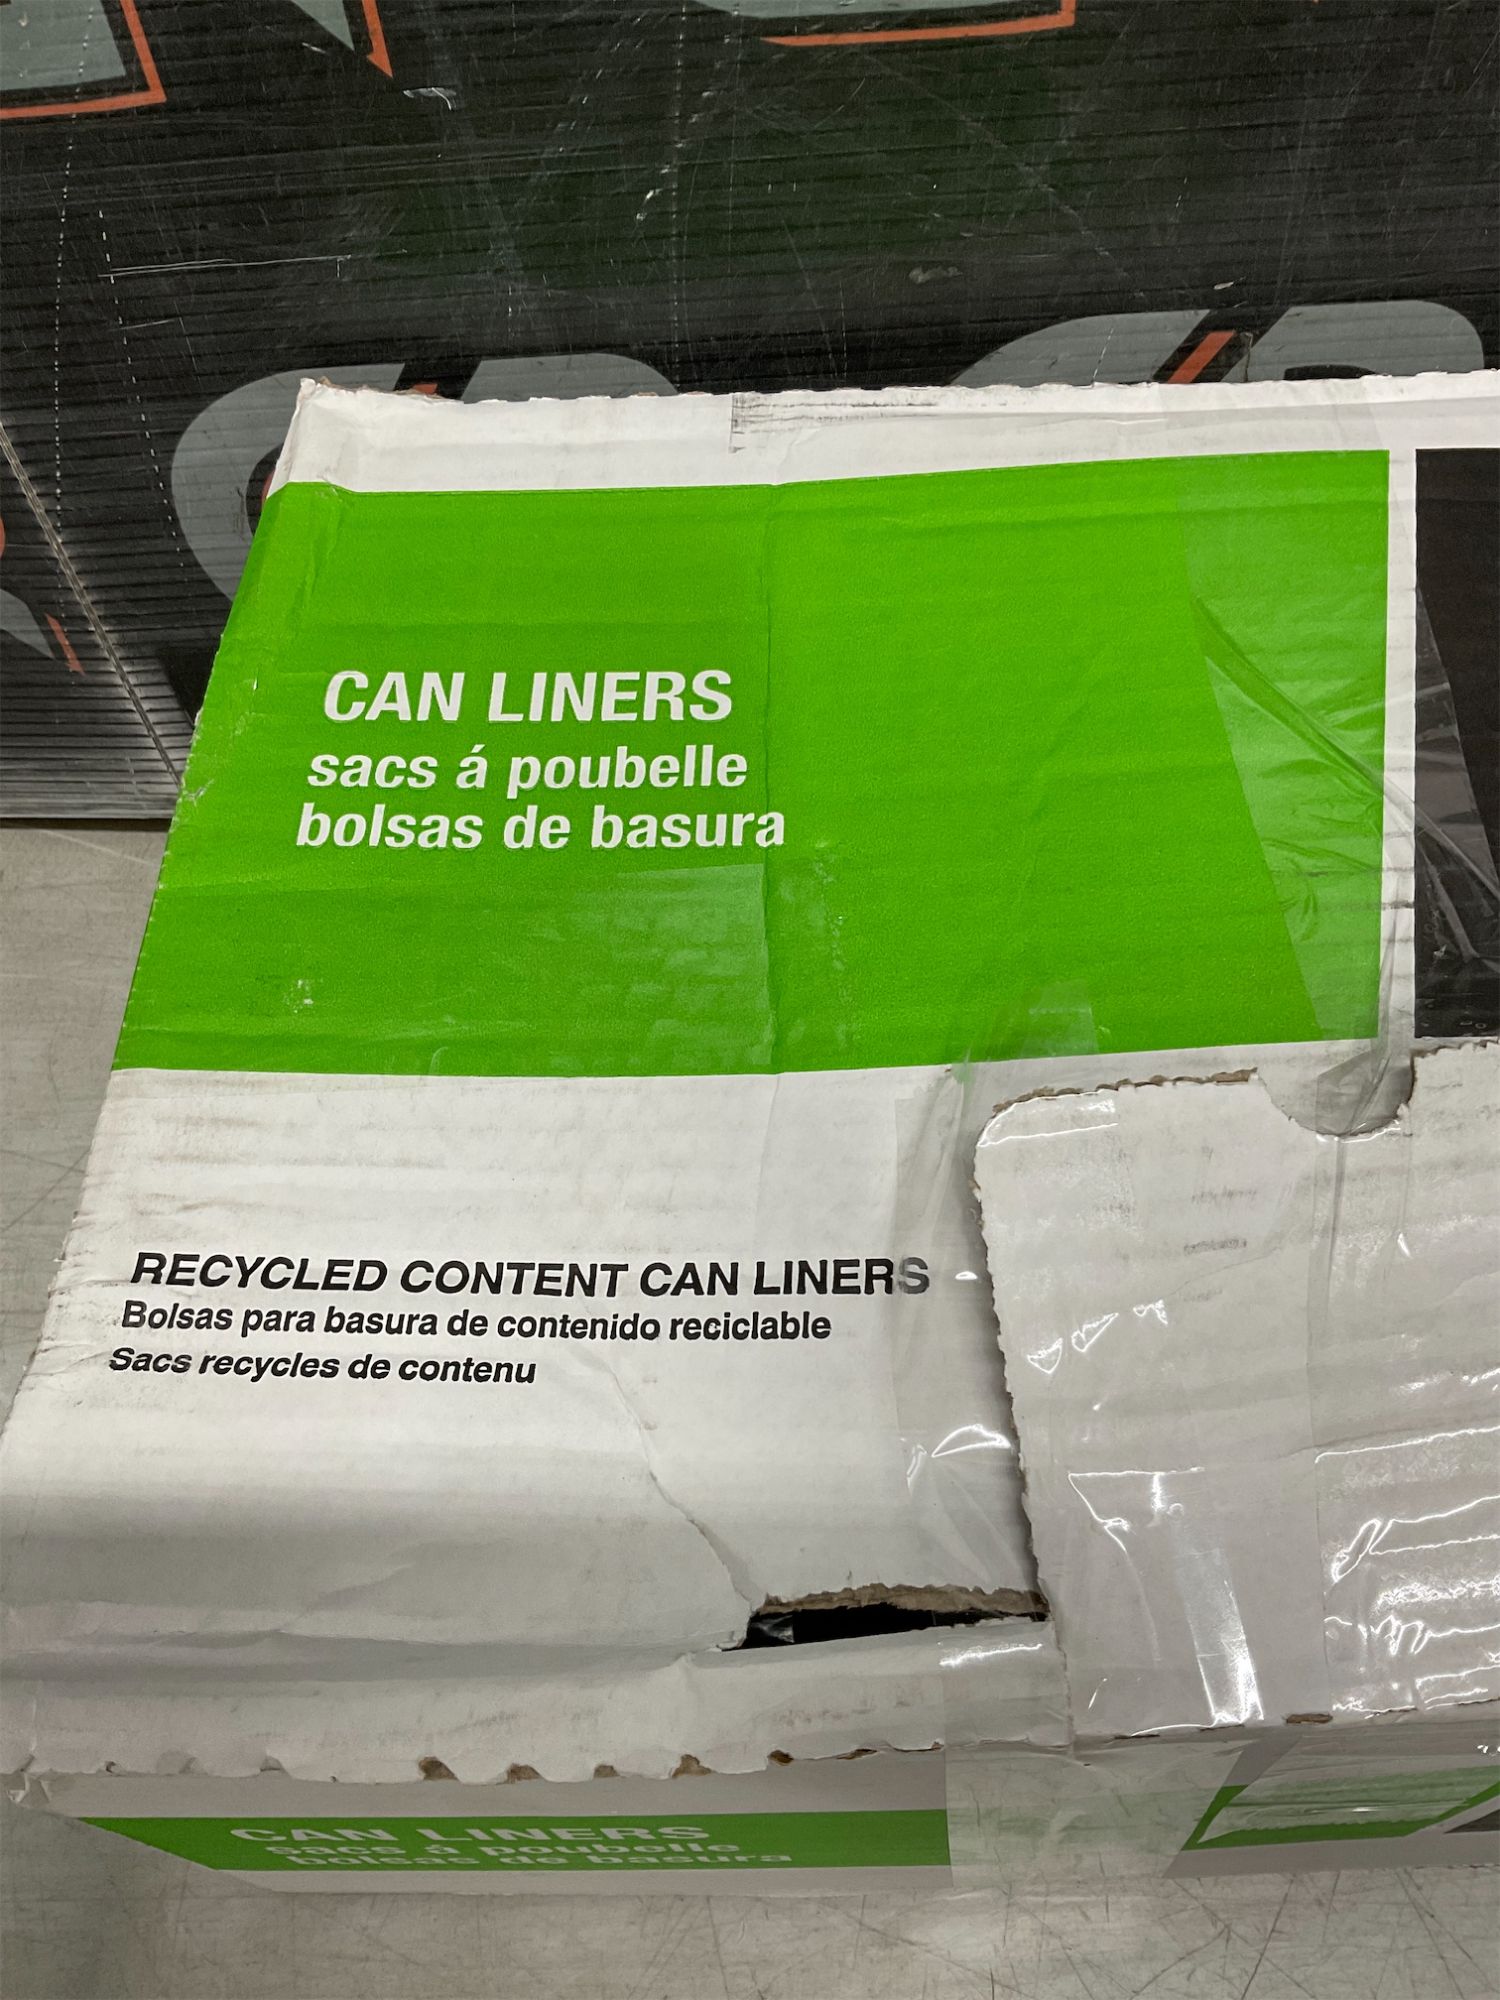 CAN LINERS
sacs á poubelle
bolsas de basura
RECYCLED CONTENT CAN LINERS
Bolsas para basura de contenido reciclable
Sacs recycles de contenu
CAN LINERS
sacs á poubelle
bolsas de basura